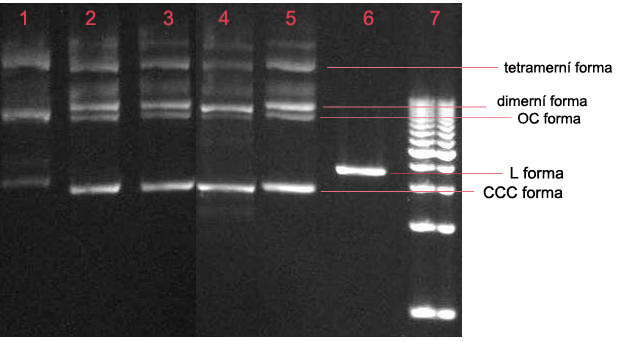 1 2 3 4 5 6 7
tetramerní forma
dimerní forma
OC forma
L forma
CCC forma